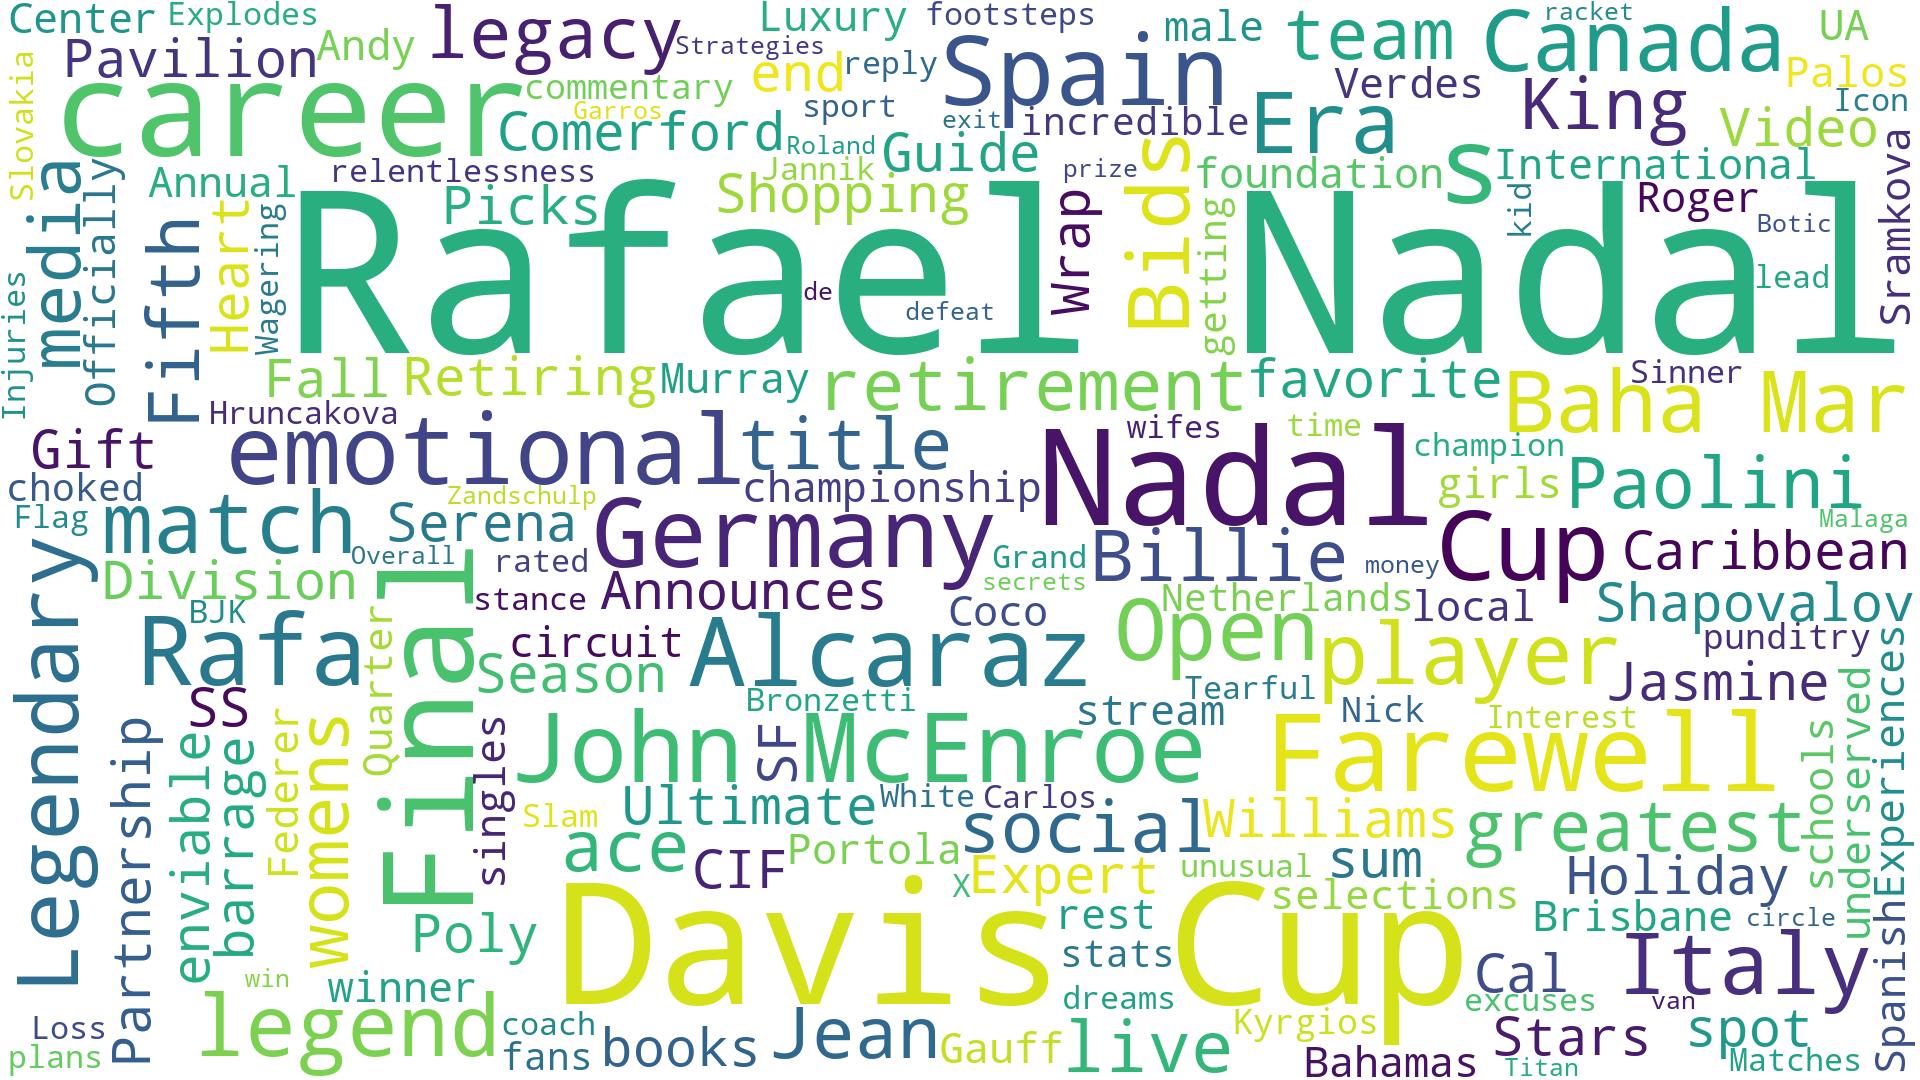 Center
Explodes
legacy
Luxury
footsteps
racket
Canada
UA
Pavilion
Andy
Strategies
male
team
Spain
end
reply
Verdes
Palos
Slovakia
career
commentary
Garros
sport
exit
incredible
Era
King
Icon
Video
Comerford
Roland
Guide
media
officially
Annual
relentlessness
Jannik
prize
Bids
foundation
s
International
Sramkova
Picks
Shopping
Wrap
getting
kid
Roger
Botic
Fifth
Heart
Wagering
Rafael
Nadal
de
defeat
lead
Injuries
Fall
Retiring
Murray
retirement
favorite
Sinner
Baha Mar
Hruncakova
Gift
emotional
title
Nadal
wifes
time
champion
choked
Zandschulp
championship
girls
Paolini
Flag
match
Serena
Germany
Cup
Malaga
Legendary
Overall
rated
Grand
Billie
money
Caribbean
Division
secrets
BJK
Final
stance
Announces
Coco
Netherlands
local
Shapovalov
Rafa
Quarter
circuit
Alcaraz
Open
player
punditry
Season
Tearful
Jasmine
SS
Bronzetti
stream
Nick
Interest
underserved
Experiences
Partnership
enviable
barrage
Federer
womens
singles
John McEnroe
SF
Farewell
schools
Slam
Ultimate
White
Carlos
social
Williams
greatest
ace
CIF
Portola
X
Expert
unusual
sum
Holiday
selections
Poly
Davis Cup
rest
Brisbane
circle
stats
Cal
Italy
Spanish
win
winner
dreams
excuses
van
legend
Loss
coach
books
Jean
Gauff
live
Kyrgios
Stars
spot
plans
fans
Bahamas
Titan
Matches